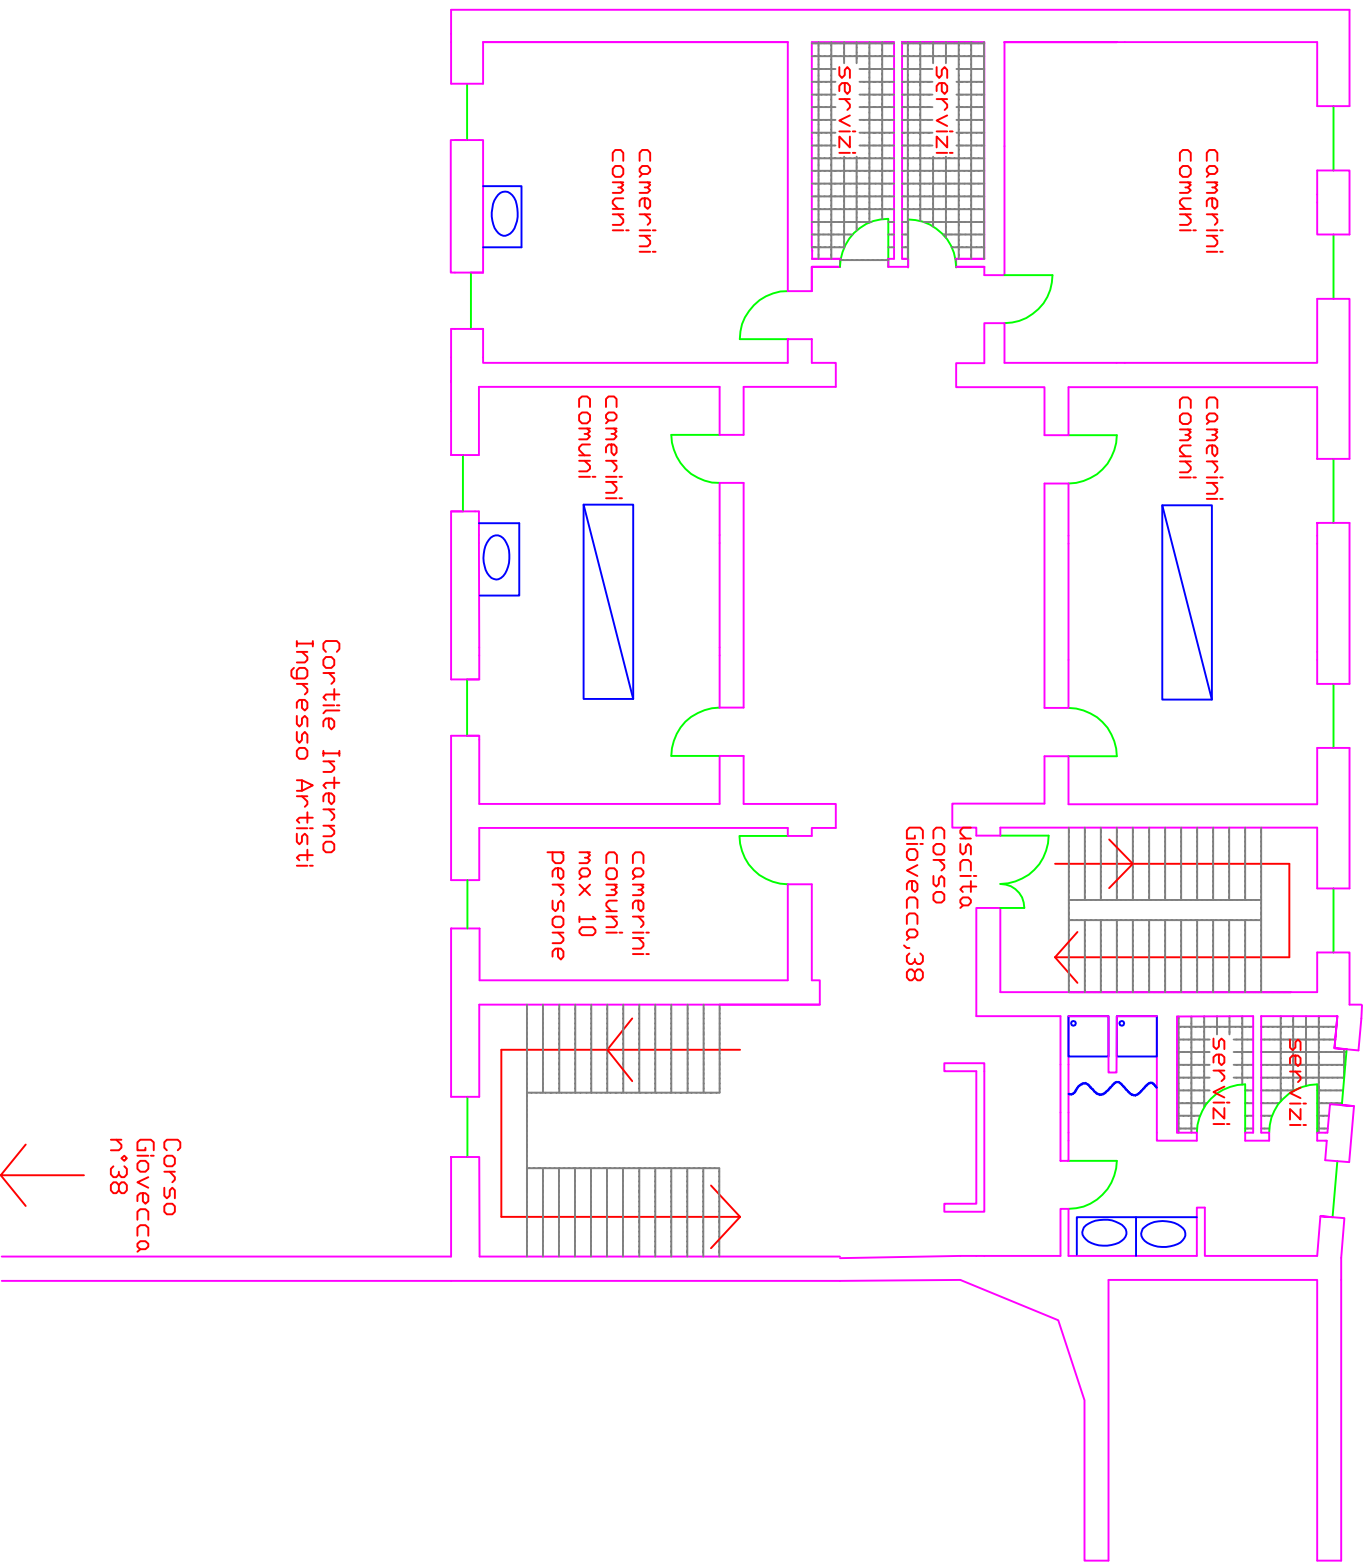 servizi
servizi
camerini
comuni
camerini
comuni
camerini
comuni
camerini
comuni
Cortile Interno
Ingresso Artisti
camerini
comuni
max 10
persone
uscita
corso
Giovecca,38
servizi
servizi
Corso
Giovecca
n°38